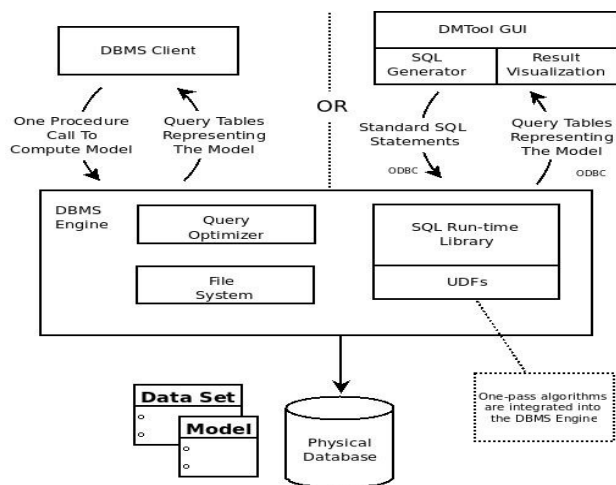 DBMS Client
DMTool GUI
SQL
Generator
Result
Visualization
OR
One Procedure
Call To
Compute Model
Query Tables
Representing
The Model
Standard SQL
Statements
ODBC
Query Tables
Representing
The Model
ODBC
DBMS
Engine
Query
Optimizer
File
System
SQL Run-time
Library
UDFs
One-pass algorithms
are integrated into
the DBMS Engine
Data Set
Model
Physical
Database